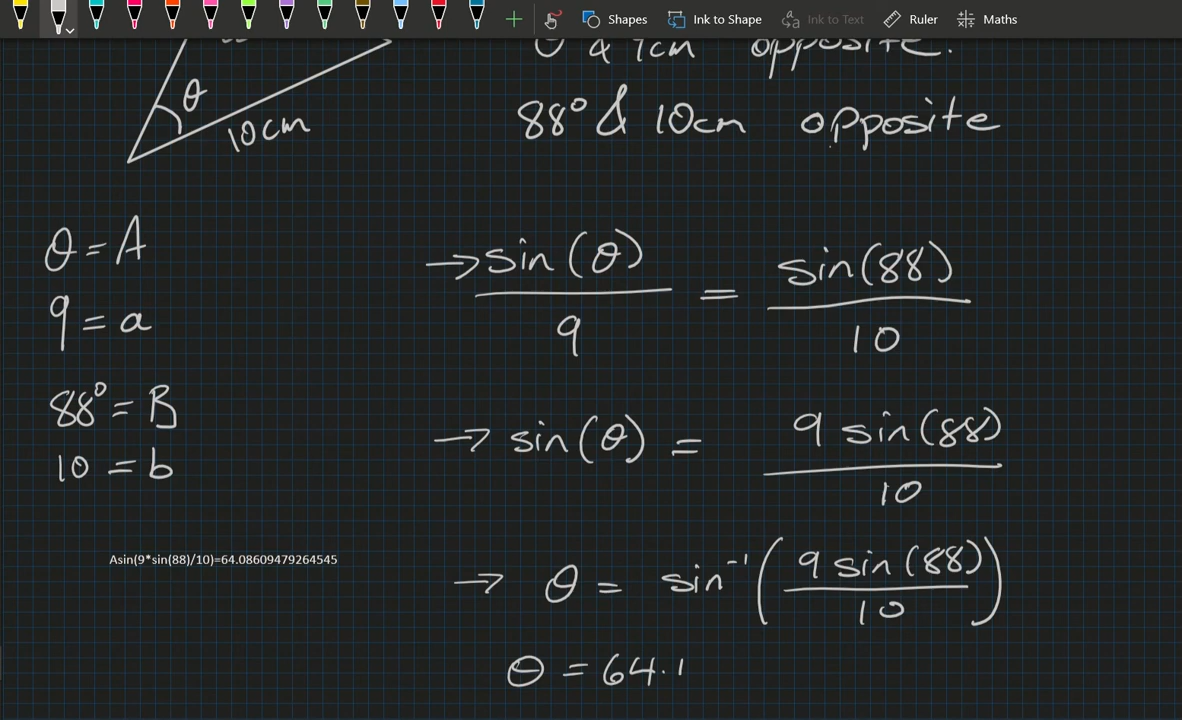 Shapes Ink to Shape Ink to Text Ruler Maths
θ & 9cm opposite.
θ
10cm
88° & 10cm opposite
θ = A
9 = a
88° = B
10 = b
→ sin(θ)/9 = sin(88)/10
→ sin(θ) = 9 sin(88)/10
Asin(9*sin(88)/10)=64.08609479264545
→ θ = sin⁻¹(9 sin(88)/10)
θ = 64.1